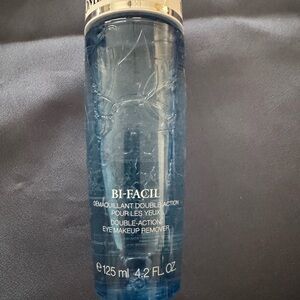 BI-FACIL
DÉMAQUILLANT DOUBLE-ACTION
POUR LES YEUX
DOUBLE-ACTION
EYE MAKEUP REMOVER
e 125 ml 4.2 FL. OZ